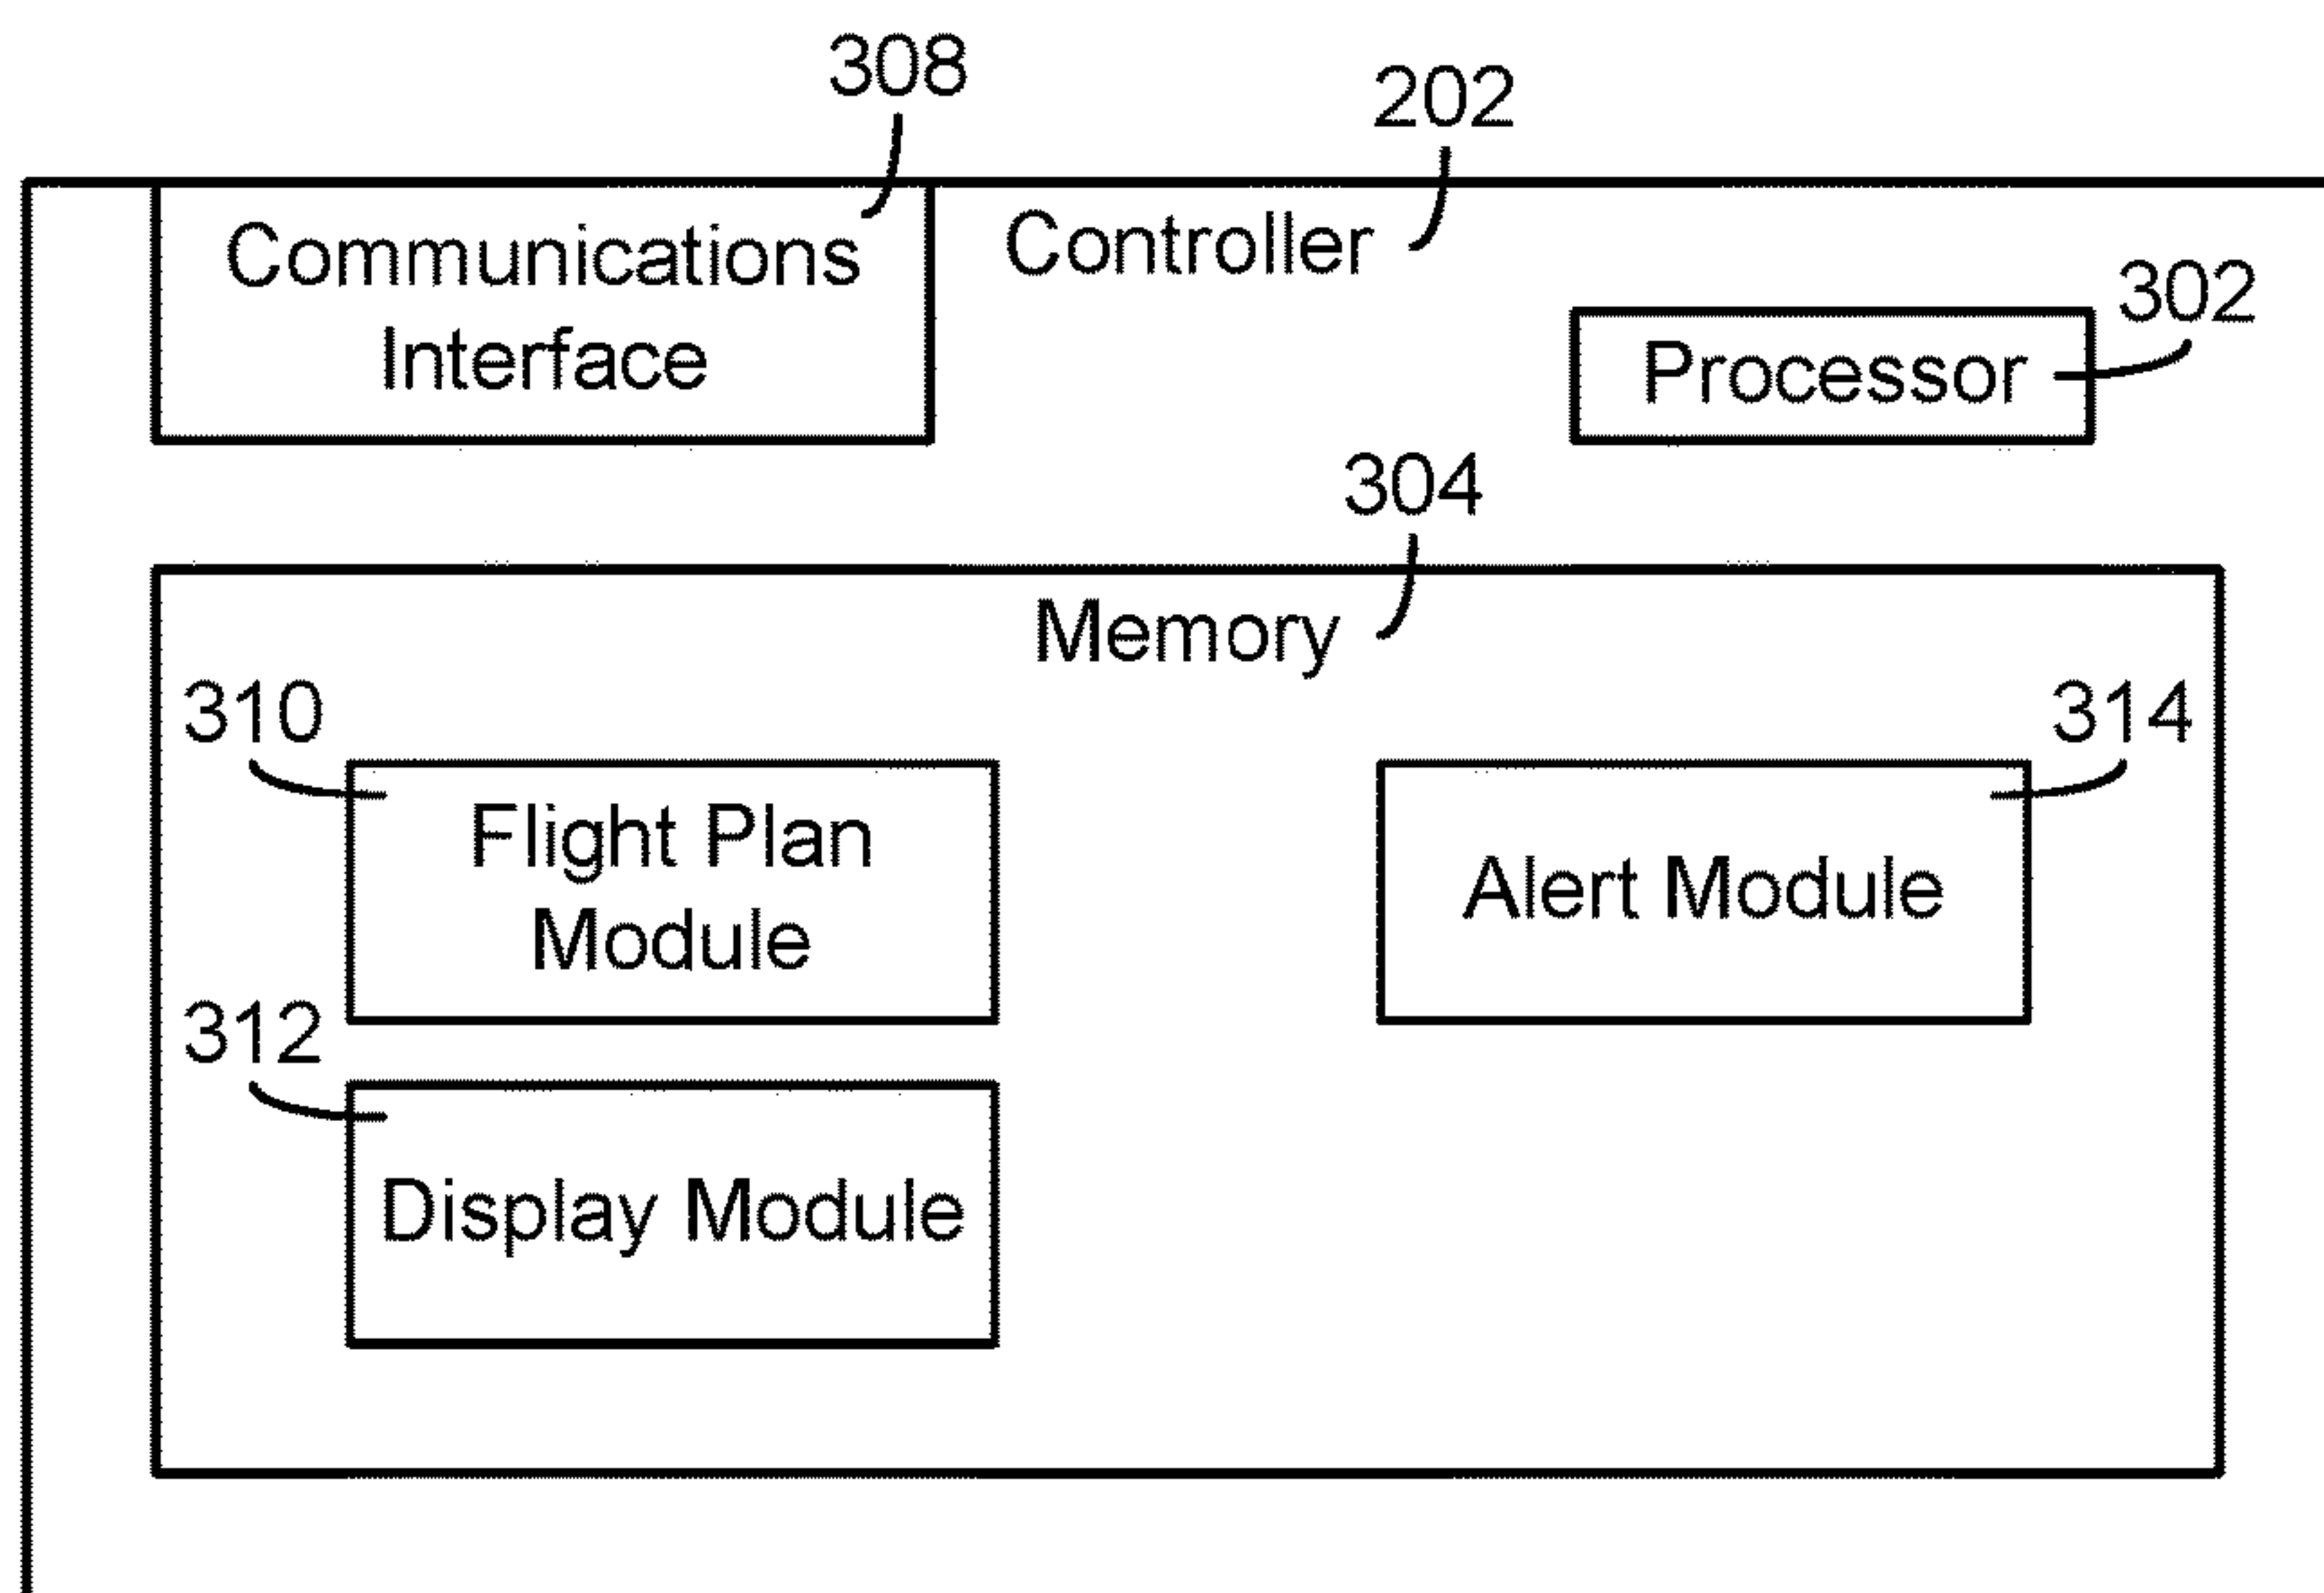 308
202
Communications
Interface
Controller
302
Processor
304
Memory
310
314
Flight Plan
Module
Alert Module
312
Display Module